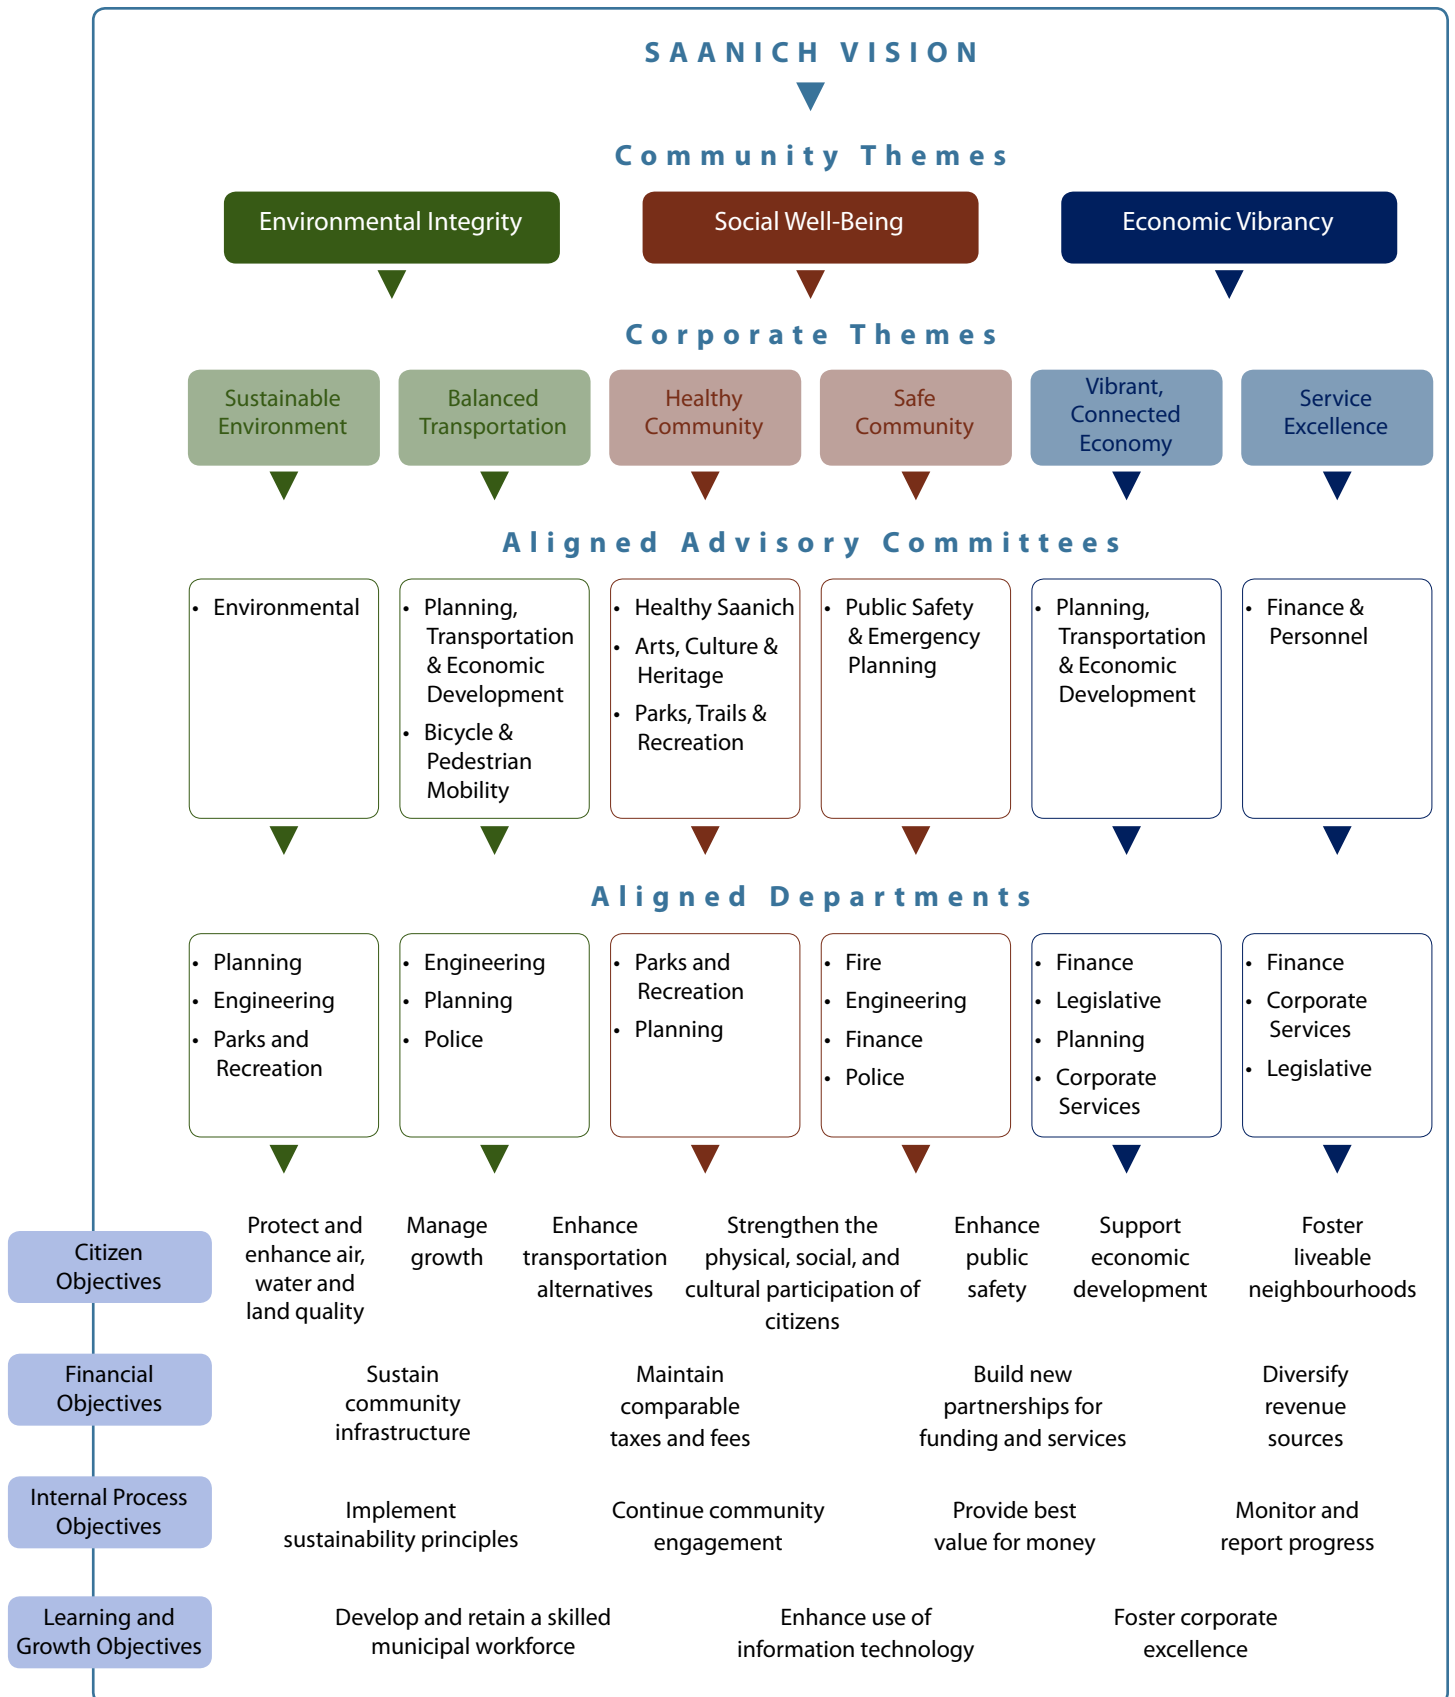 SAANICH VISION
Community Themes
Environmental Integrity
Social Well-Being
Economic Vibrancy
Corporate Themes
Sustainable
Environment
Balanced
Transportation
Healthy
Community
Safe
Community
Vibrant,
Connected
Economy
Service
Excellence
Aligned Advisory Committees
• Environmental
• Planning,
Transportation
& Economic
Development
• Bicycle &
Pedestrian
Mobility
• Healthy Saanich
• Arts, Culture &
Heritage
• Parks, Trails &
Recreation
• Public Safety
& Emergency
Planning
• Planning,
Transportation
& Economic
Development
• Finance &
Personnel
Aligned Departments
• Planning
• Engineering
• Parks and
Recreation
• Engineering
• Planning
• Police
• Parks and
Recreation
• Planning
• Fire
• Engineering
• Finance
• Police
• Finance
• Legislative
• Planning
• Corporate
Services
• Finance
• Corporate
Services
• Legislative
Citizen
Objectives
Protect and
enhance air,
water and
land quality
Manage
growth
Enhance
transportation
alternatives
Strengthen the
physical, social, and
cultural participation of
citizens
Enhance
public
safety
Support
economic
development
Foster
liveable
neighbourhoods
Financial
Objectives
Sustain
community
infrastructure
Maintain
comparable
taxes and fees
Build new
partnerships for
funding and services
Diversify
revenue
sources
Internal Process
Objectives
Implement
sustainability principles
Continue community
engagement
Provide best
value for money
Monitor and
report progress
Learning and
Growth Objectives
Develop and retain a skilled
municipal workforce
Enhance use of
information technology
Foster corporate
excellence